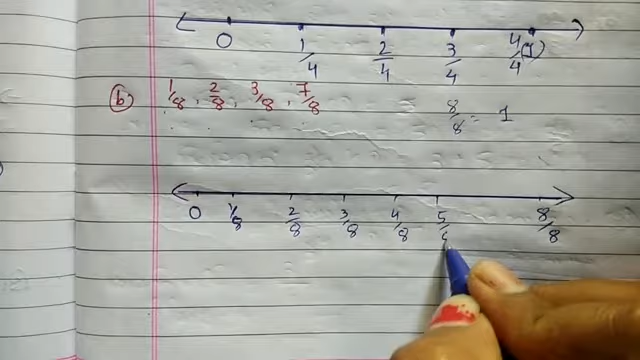 0 1/4 2/4 3/4 4/4(1)
(b) 1/8, 2/8, 3/8, 7/8 8/8 = 1
0 1/8 2/8 3/8 4/8 5/ 8/8